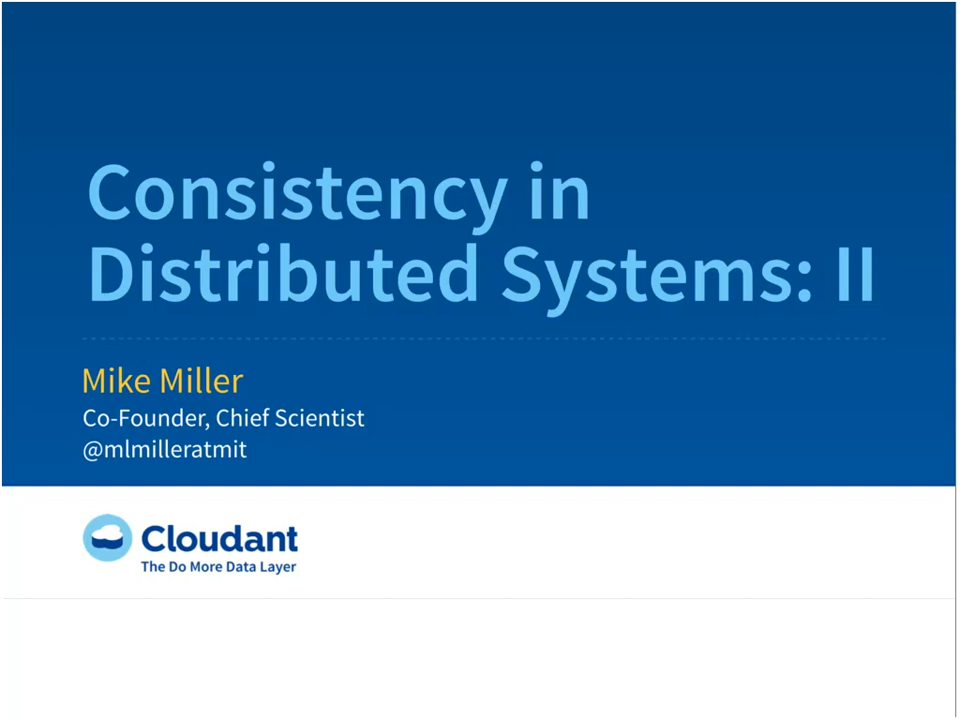 Consistency in
Distributed Systems: II
Mike Miller
Co-Founder, Chief Scientist
@mlmilleratmit
Cloudant
The Do More Data Layer